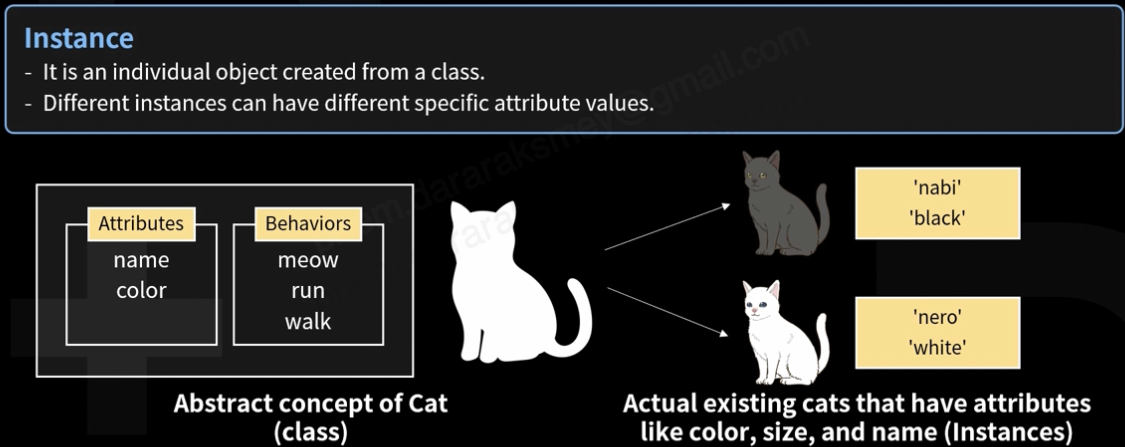 Instance
- It is an individual object created from a class.
- Different instances can have different specific attribute values.
Attributes
name
color
Behaviors
meow
run
walk
'nabi'
'black'
'nero'
'white'
Abstract concept of Cat
(class)
Actual existing cats that have attributes
like color, size, and name (Instances)